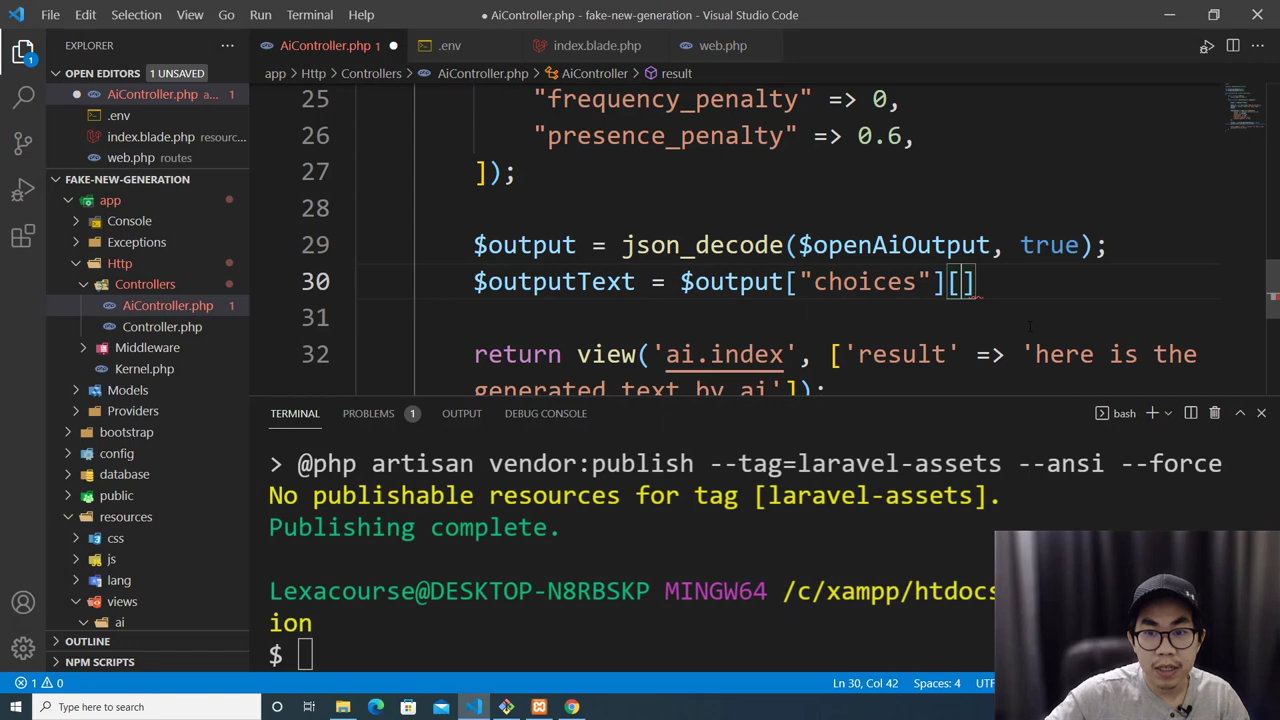 File Edit Selection View Go Run Terminal Help
● AiController.php - fake-new-generation - Visual Studio Code
EXPLORER
AiController.php 1
.env
index.blade.php
web.php
OPEN EDITORS 1 UNSAVED
app > Http > Controllers > AiController.php > AiController > result
AiController.php a... 1
.env
index.blade.php resourc...
web.php routes
FAKE-NEW-GENERATION
app
Console
Exceptions
Http
Controllers
AiController.php 1
Controller.php
Middleware
Kernel.php
Models
Providers
bootstrap
config
database
public
resources
css
js
lang
views
ai
OUTLINE
NPM SCRIPTS
25 "frequency_penalty" => 0,
26 "presence_penalty" => 0.6,
27 ]);
28
29 $output = json_decode($openAiOutput, true);
30 $outputText = $output["choices"][]
31
32 return view('ai.index', ['result' => 'here is the
generated text by ai']);
TERMINAL PROBLEMS 1 OUTPUT DEBUG CONSOLE
bash
> @php artisan vendor:publish --tag=laravel-assets --ansi --force
No publishable resources for tag [laravel-assets].
Publishing complete.
Lexacourse@DESKTOP-N8RBSKP MINGW64 /c/xampp/htdocs
ion
$
1 0
Ln 30, Col 42 Spaces: 4 UTF
Type here to search
1